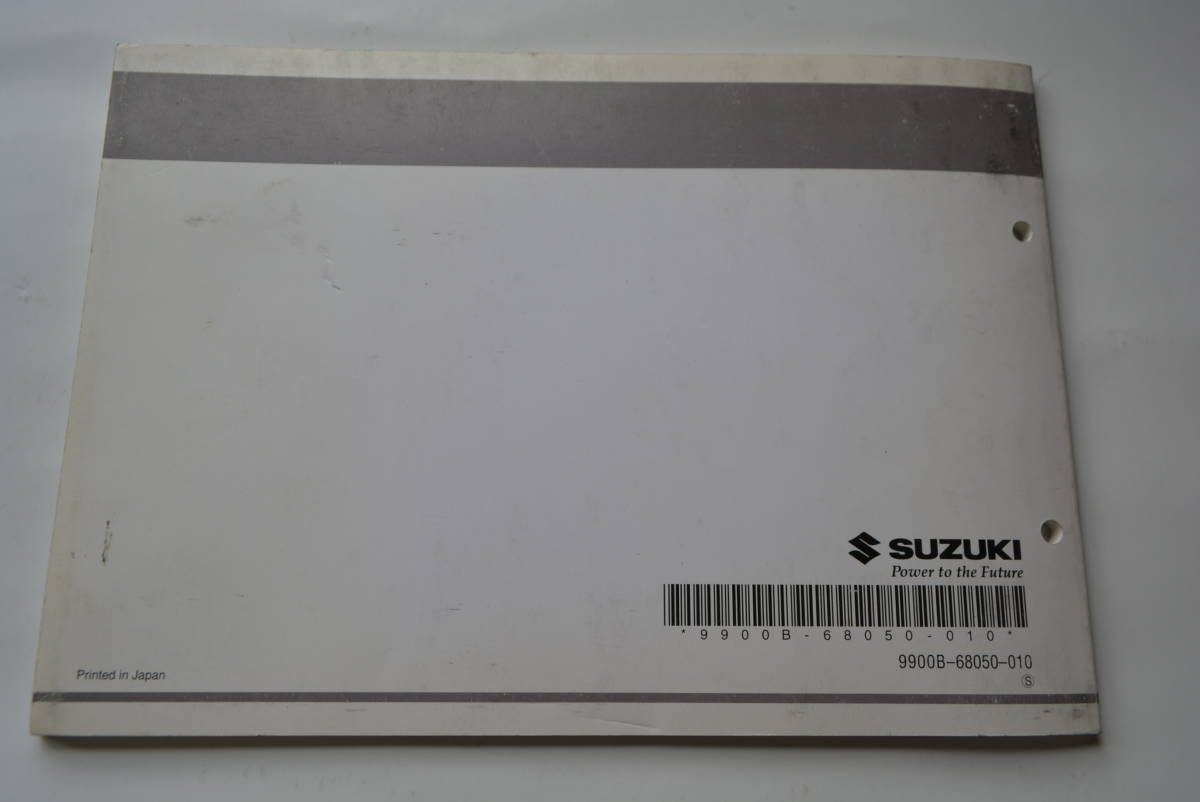 SUZUKI
Power to the Future
*9900B-68050-010*
9900B-68050-010
Ⓢ
Printed in Japan